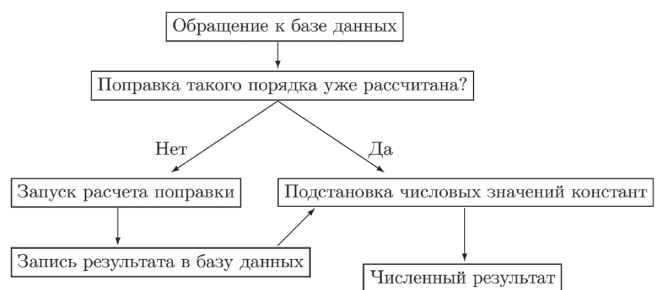 Обращение к базе данных
Поправка такого порядка уже рассчитана?
Нет
Да
Запуск расчета поправки
Подстановка числовых значений констант
Запись результата в базу данных
Численный результат